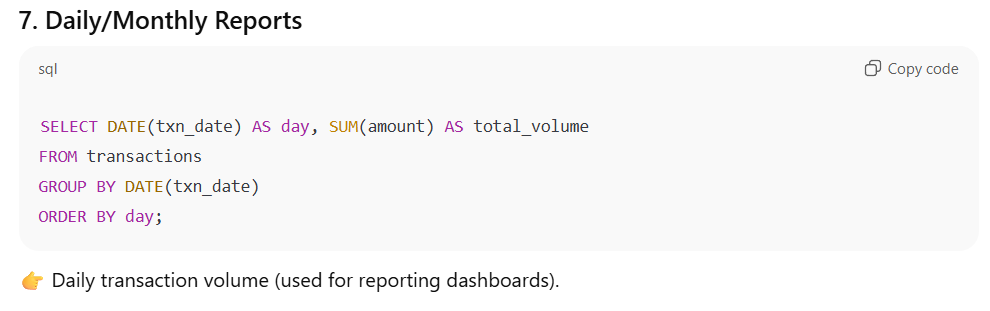 7. Daily/Monthly Reports
sql
Copy code
SELECT DATE(txn_date) AS day, SUM(amount) AS total_volume
FROM transactions
GROUP BY DATE(txn_date)
ORDER BY day;
👉 Daily transaction volume (used for reporting dashboards).